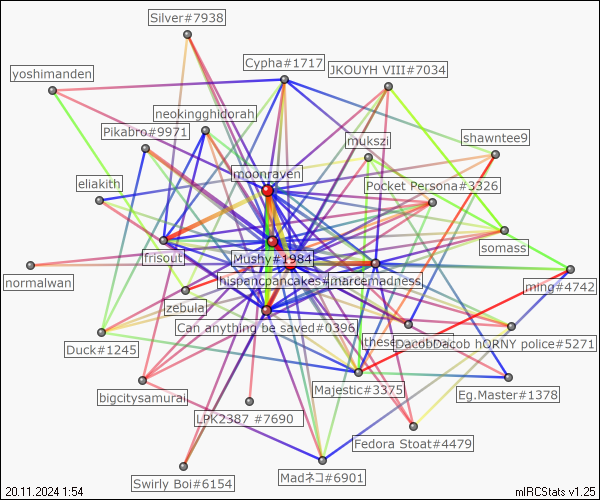 Silver#7938
Cypha#1717
JKOUYH VIII#7034
yoshimanden
neokingghidorah
Pikabro#9971
mukszi
shawntee9
moonraven
eliakith
Pocket Persona#3326
somass
frisout
Mushy#1984
normalwan
hispancpancakes#
marcemadness
ming#4742
zebula
Can anything be saved#0396
these
DacobDacob hORNY police#5271
Duck#1245
Majestic#3375
Eg.Master#1378
bigcitysamurai
LPK2387 #7690
Fedora Stoat#4479
Swirly Boi#6154
Madネコ#6901
20.11.2024 1:54
mIRCStats v1.25